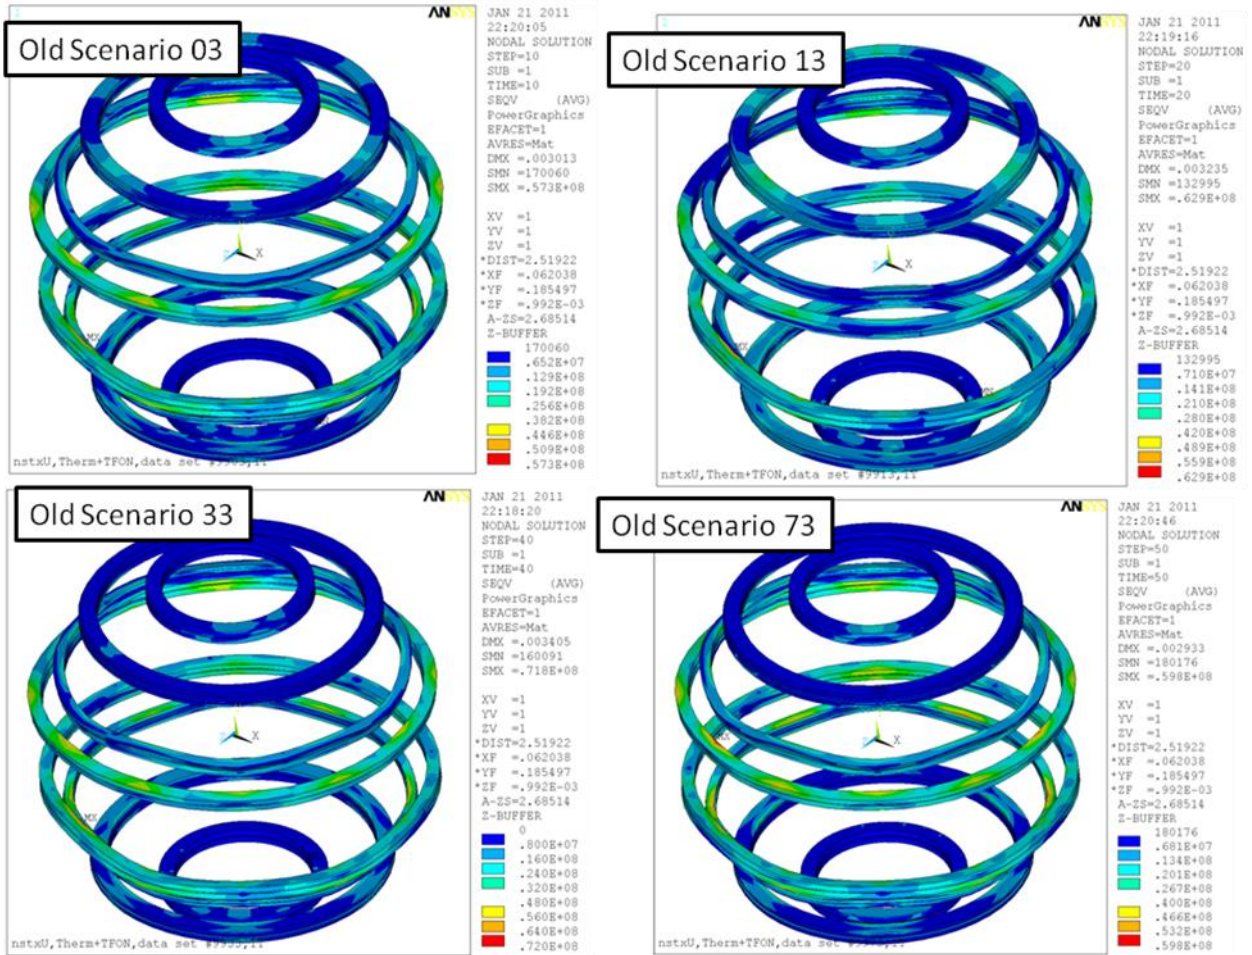 Old Scenario 03
ANSYS
JAN 21 2011
22:20:05
NODAL SOLUTION
STEP=10
SUB =1
TIME=10
SEQV (AVG)
PowerGraphics
EFACET=1
AVRES=Mat
DMX =.003013
SMN =170060
SMX =.573E+08
XV =1
YV =1
ZV =1
*DIST=2.51922
*XF =.062038
*YF =.185497
*ZF =.992E-03
A-ZS=2.68514
Z-BUFFER
170060
.652E+07
.129E+08
.192E+08
.256E+08
.382E+08
.446E+08
.509E+08
.573E+08
X
MX
nstxU,Therm+TFON,data set
Old Scenario 13
ANSYS
JAN 21 2011
22:19:16
NODAL SOLUTION
STEP=20
SUB =1
TIME=20
SEQV (AVG)
PowerGraphics
EFACET=1
AVRES=Mat
DMX =.003235
SMN =132995
SMX =.629E+08
XV =1
YV =1
ZV =1
*DIST=2.51922
*XF =.062038
*YF =.185497
*ZF =.992E-03
A-ZS=2.68514
Z-BUFFER
132995
.710E+07
.141E+08
.210E+08
.280E+08
.420E+08
.489E+08
.559E+08
.629E+08
X
MX
MN
nstxU,Therm+TFON,data set #9913,1Y
Old Scenario 33
ANSYS
JAN 21 2011
22:18:20
NODAL SOLUTION
STEP=40
SUB =1
TIME=40
SEQV (AVG)
PowerGraphics
EFACET=1
AVRES=Mat
DMX =.003405
SMN =160091
SMX =.718E+08
XV =1
YV =1
ZV =1
*DIST=2.51922
*XF =.062038
*YF =.185497
*ZF =.992E-03
A-ZS=2.68514
Z-BUFFER
0
.800E+07
.160E+08
.240E+08
.320E+08
.480E+08
.560E+08
.640E+08
.720E+08
X
MX
nstxU,Therm+TFON,data set
Old Scenario 73
ANSYS
JAN 21 2011
22:20:46
NODAL SOLUTION
STEP=50
SUB =1
TIME=50
SEQV (AVG)
PowerGraphics
EFACET=1
AVRES=Mat
DMX =.002933
SMN =180176
SMX =.598E+08
XV =1
YV =1
ZV =1
*DIST=2.51922
*XF =.062038
*YF =.185497
*ZF =.992E-03
A-ZS=2.68514
Z-BUFFER
180176
.681E+07
.134E+08
.201E+08
.267E+08
.400E+08
.466E+08
.532E+08
.598E+08
X
MX
nstxU,Therm+TFON,data set